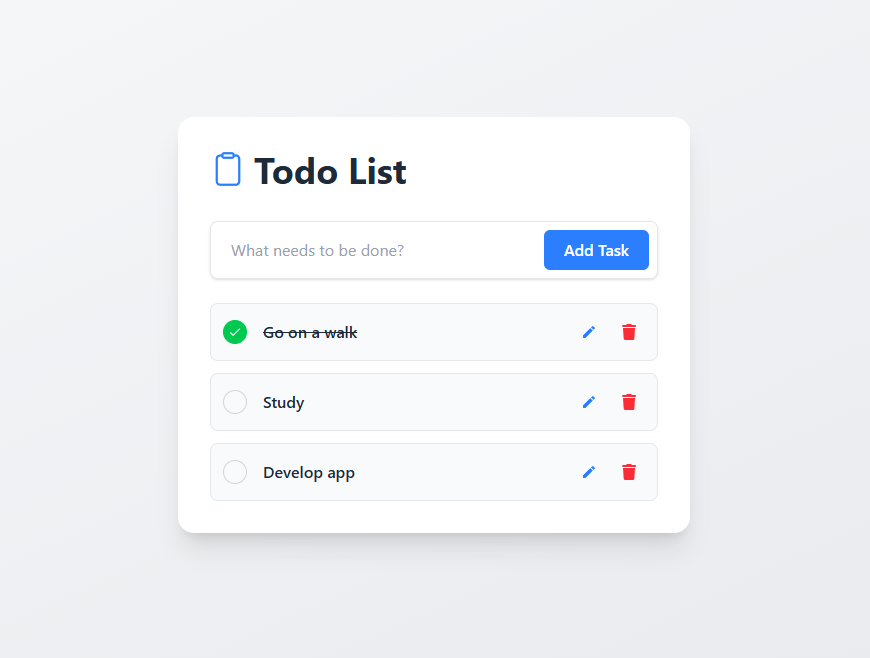 Todo List
What needs to be done?
Add Task
Go on a walk
Study
Develop app